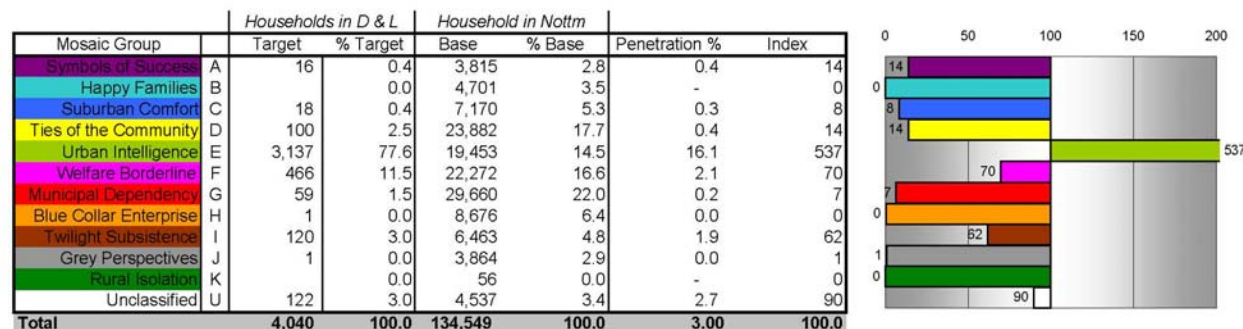 Households in D & L Household in Nottm
Mosaic Group Target % Target Base % Base Penetration % Index
Symbols of Success A 16 0.4 3,815 2.8 0.4 14
Happy Families B 0.0 4,701 3.5 - 0
Suburban Comfort C 18 0.4 7,170 5.3 0.3 8
Ties of the Community D 100 2.5 23,882 17.7 0.4 14
Urban Intelligence E 3,137 77.6 19,453 14.5 16.1 537
Welfare Borderline F 466 11.5 22,272 16.6 2.1 70
Municipal Dependency G 59 1.5 29,660 22.0 0.2 7
Blue Collar Enterprise H 1 0.0 8,676 6.4 0.0 0
Twilight Subsistence I 120 3.0 6,463 4.8 1.9 62
Grey Perspectives J 1 0.0 3,864 2.9 0.0 1
Rural Isolation K 0.0 56 0.0 - 0
Unclassified U 122 3.0 4,537 3.4 2.7 90
Total 4,040 100.0 134,549 100.0 3.00 100.0
0 50 100 150 200
14
0
8
14
537
70
7
0
62
1
0
90